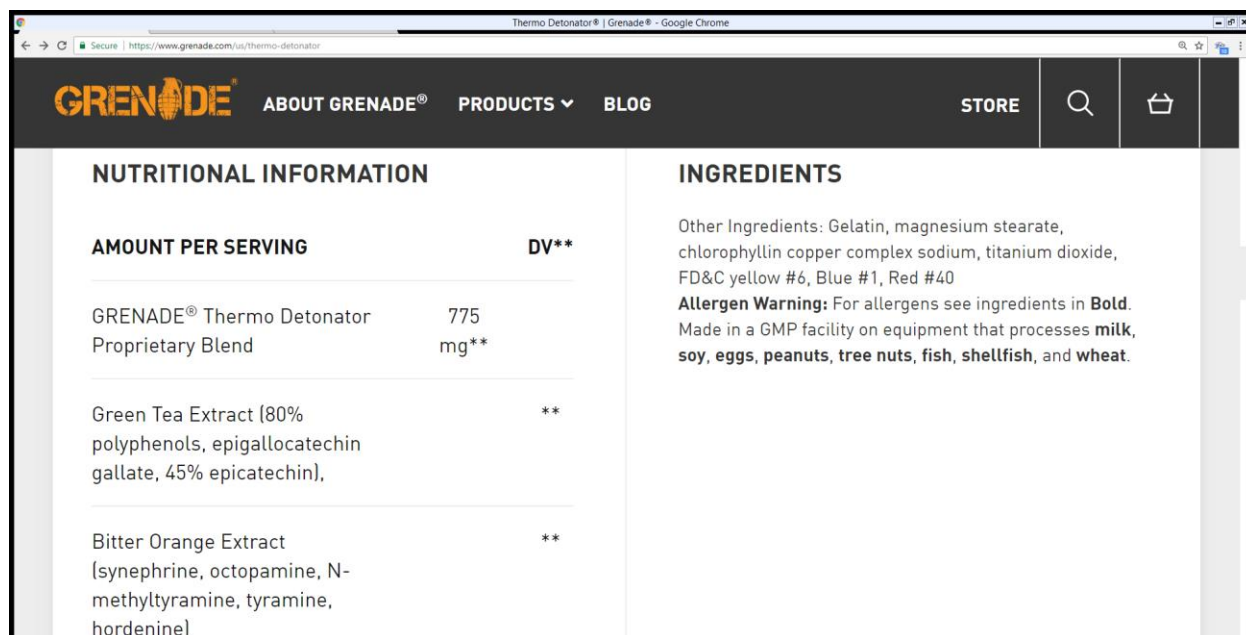 Thermo Detonator® | Grenade® - Google Chrome
Secure | https://www.grenade.com/us/thermo-detonator
GRENADE® ABOUT GRENADE® PRODUCTS BLOG STORE
NUTRITIONAL INFORMATION
AMOUNT PER SERVING DV**
GRENADE® Thermo Detonator 775
Proprietary Blend mg**
Green Tea Extract (80% **
polyphenols, epigallocatechin
gallate, 45% epicatechin),
Bitter Orange Extract **
(synephrine, octopamine, N-
methyltyramine, tyramine,
hordenine)
INGREDIENTS
Other Ingredients: Gelatin, magnesium stearate,
chlorophyllin copper complex sodium, titanium dioxide,
FD&C yellow #6, Blue #1, Red #40
Allergen Warning: For allergens see ingredients in Bold.
Made in a GMP facility on equipment that processes milk,
soy, eggs, peanuts, tree nuts, fish, shellfish, and wheat.